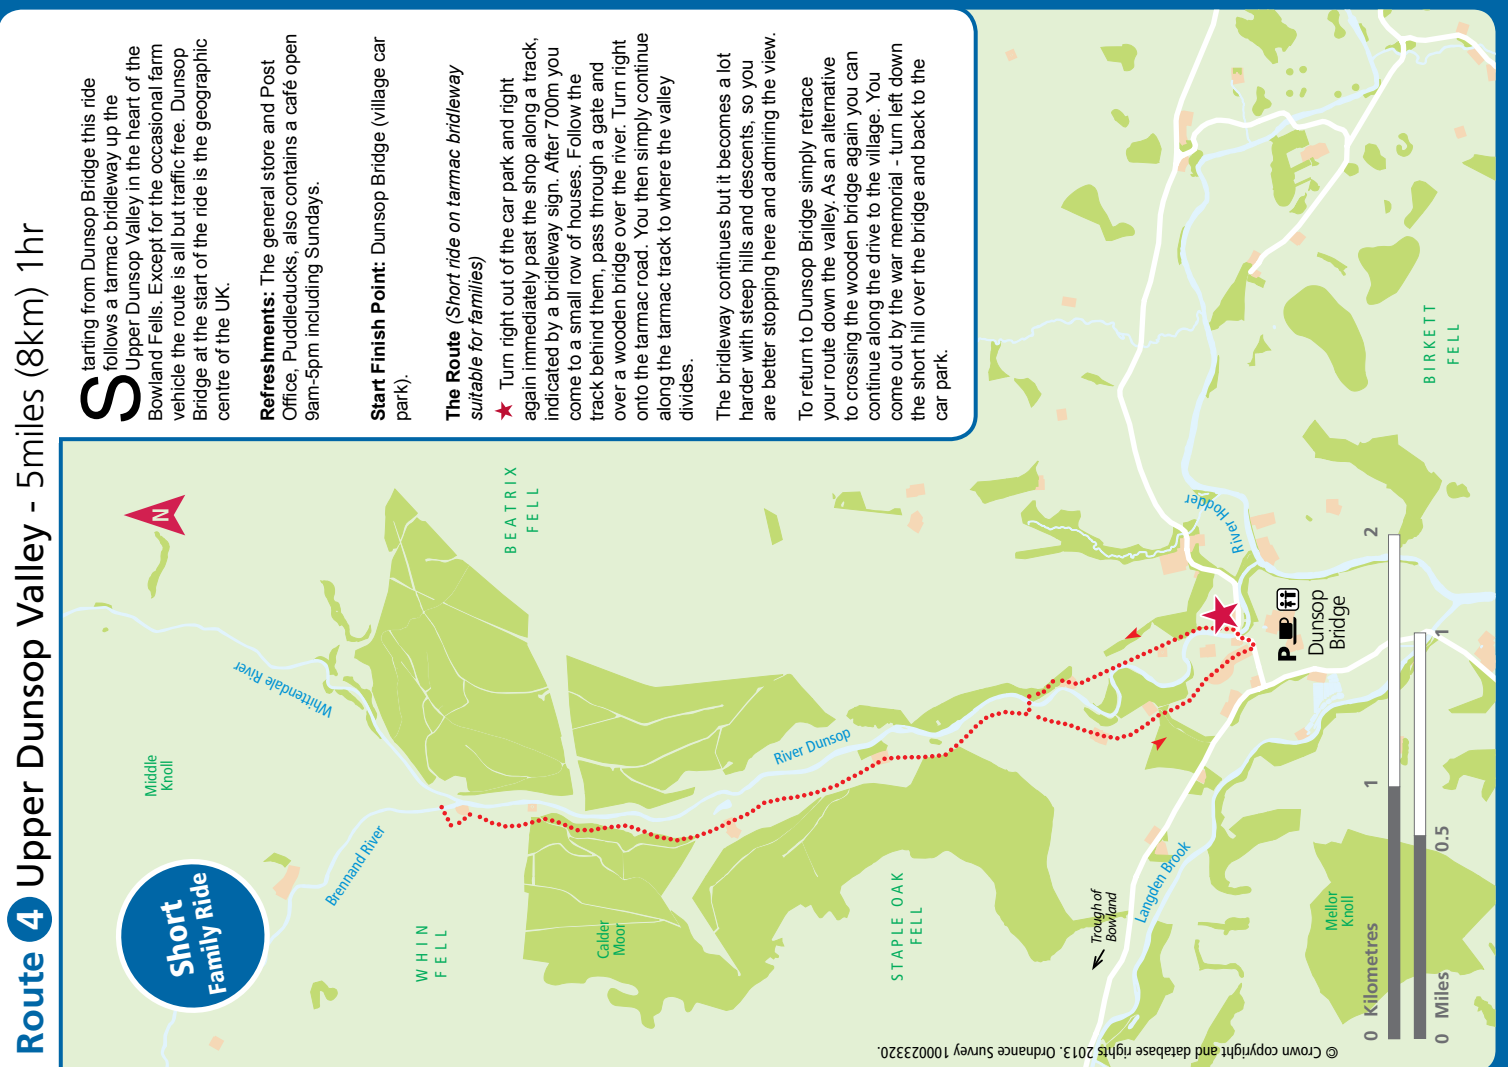 Route 4 Upper Dunsop Valley - 5miles (8km) 1hr
Short
Family Ride
Starting from Dunsop Bridge this ride
follows a tarmac bridleway up the
Upper Dunsop Valley in the heart of the
Bowland Fells. Except for the occasional farm
vehicle the route is all but traffic free. Dunsop
Bridge at the start of the ride is the geographic
centre of the UK.
Refreshments: The general store and Post
Office, Puddleducks, also contains a café open
9am-5pm including Sundays.
Start Finish Point: Dunsop Bridge (village car
park).
The Route (Short ride on tarmac bridleway
suitable for families)
★ Turn right out of the car park and right
again immediately past the shop along a track,
indicated by a bridleway sign. After 700m you
come to a small row of houses. Follow the
track behind them, pass through a gate and
over a wooden bridge over the river. Turn right
onto the tarmac road. You then simply continue
along the tarmac track to where the valley
divides.
The bridleway continues but it becomes a lot
harder with steep hills and descents, so you
are better stopping here and admiring the view.
To return to Dunsop Bridge simply retrace
your route down the valley. As an alternative
to crossing the wooden bridge again you can
continue along the drive to the village. You
come out by the war memorial - turn left down
the short hill over the bridge and back to the
car park.
N
Middle
Knoll
Whittendale River
Brennand River
BEATRIX
FELL
WHIN
FELL
Calder
Moor
River Dunsop
STAPLE OAK
FELL
Trough of
Bowland
Langden Brook
River Hodder
P
Dunsop
Bridge
BIRKETT
FELL
Mellor
Knoll
0 Kilometres 1 2
0 Miles 0.5 1
© Crown copyright and database rights 2013. Ordnance Survey 100023320.